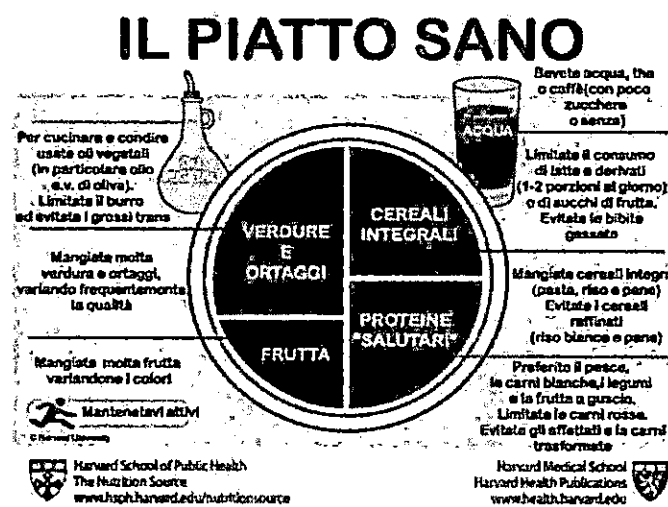 IL PIATTO SANO
Per cucinare e condire
usate oli vegetali
(in particolare olio
e.v. di oliva).
Limitate il burro
ed evitate i grassi trans
Mangiate molta
verdura e ortaggi,
variando frequentemente
la qualità
Mangiate molta frutta
variandone i colori
Mantenetevi attivi
© Harvard University
VERDURE
E
ORTAGGI
FRUTTA
CEREALI
INTEGRALI
PROTEINE
"SALUTARI"
ACQUA
Bevete acqua, the
o caffè(con poco
zucchero
o senza)
Limitate il consumo
di latte e derivati
(1-2 porzioni al giorno)
o di succhi di frutta.
Evitate le bibite
gassate
Mangiate cereali integr
(pasta, riso e pane)
Evitate i cereali
raffinati
(riso bianco e pane)
Preferite il pesce,
le carni bianche, i legumi
e la frutta a guscio.
Limitate le carni rosse.
Evitate gli affettati e le carni
trasformate
Harvard School of Public Health
The Nutrition Source
www.hsph.harvard.edu/nutritionsource
Harvard Medical School
Harvard Health Publications
www.health.harvard.edu